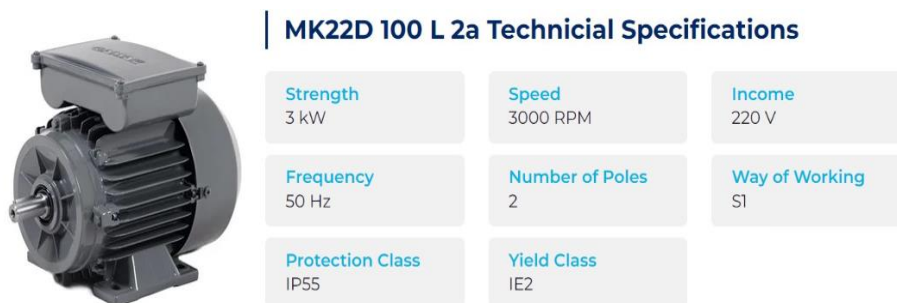 MK22D 100 L 2a Technicial Specifications
Strength
3 kW
Speed
3000 RPM
Income
220 V
Frequency
50 Hz
Number of Poles
2
Way of Working
S1
Protection Class
IP55
Yield Class
IE2